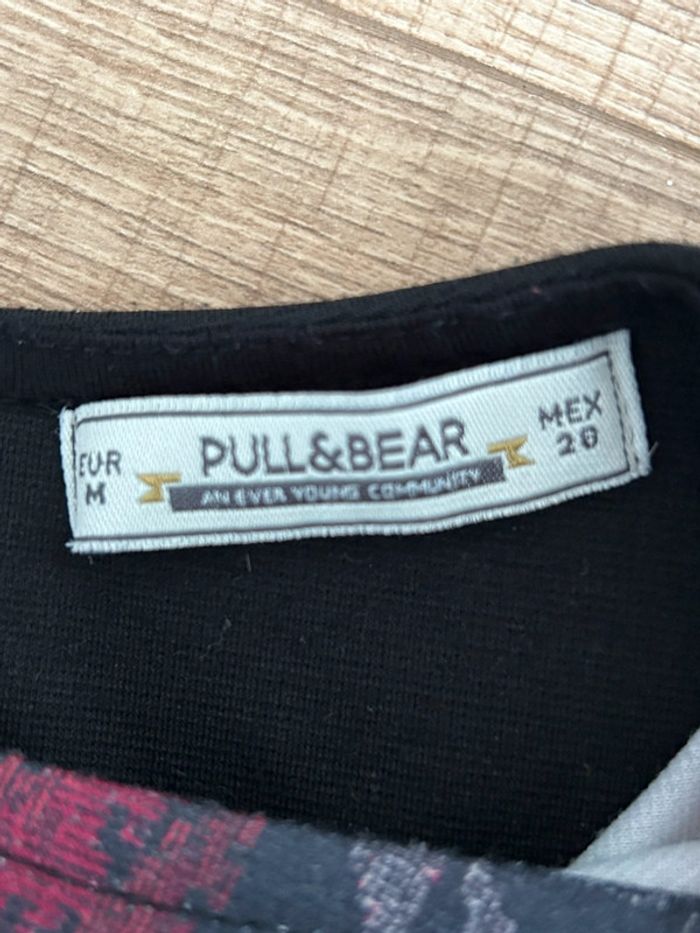 EUR
M
PULL&BEAR
AN EVER YOUNG COMMUNITY
MEX
28